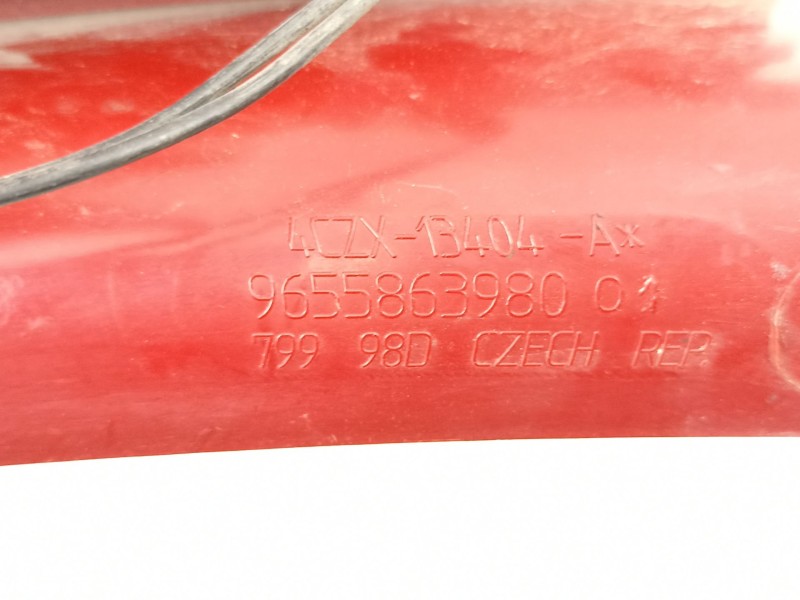 4CZX-13404-A*
9655863980 01
799 98D CZECH REP.